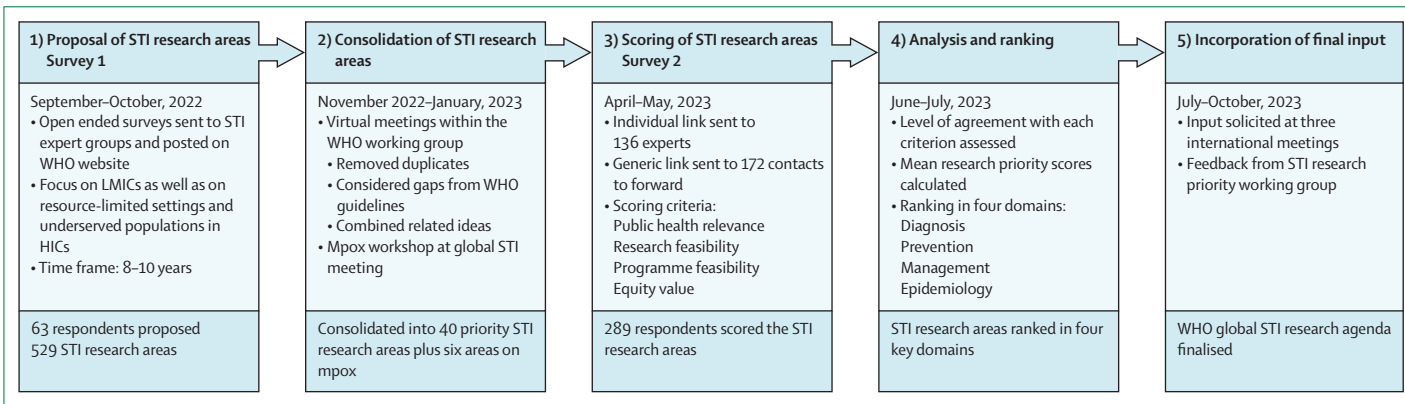 1) Proposal of STI research areas
Survey 1
September–October, 2022
• Open ended surveys sent to STI
expert groups and posted on
WHO website
• Focus on LMICs as well as on
resource-limited settings and
underserved populations in
HICs
• Time frame: 8–10 years
63 respondents proposed
529 STI research areas
2) Consolidation of STI research
areas
November 2022–January, 2023
• Virtual meetings within the
WHO working group
• Removed duplicates
• Considered gaps from WHO
guidelines
• Combined related ideas
• Mpox workshop at global STI
meeting
Consolidated into 40 priority STI
research areas plus six areas on
mpox
3) Scoring of STI research areas
Survey 2
April–May, 2023
• Individual link sent to
136 experts
• Generic link sent to 172 contacts
to forward
• Scoring criteria:
Public health relevance
Research feasibility
Programme feasibility
Equity value
289 respondents scored the STI
research areas
4) Analysis and ranking
June–July, 2023
• Level of agreement with each
criterion assessed
• Mean research priority scores
calculated
• Ranking in four domains:
Diagnosis
Prevention
Management
Epidemiology
STI research areas ranked in four
key domains
5) Incorporation of final input
July–October, 2023
• Input solicited at three
international meetings
• Feedback from STI research
priority working group
WHO global STI research agenda
finalised